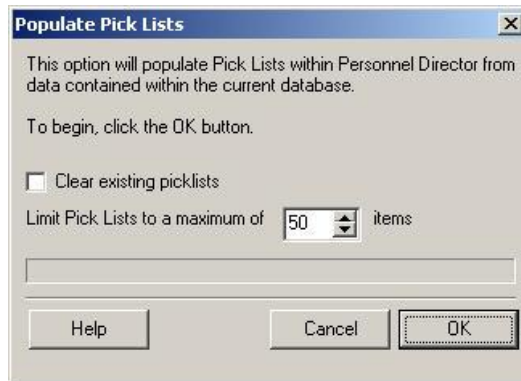 Populate Pick Lists
This option will populate Pick Lists within Personnel Director from
data contained within the current database.
To begin, click the OK button.
Clear existing picklists
Limit Pick Lists to a maximum of 50 items
Help Cancel OK